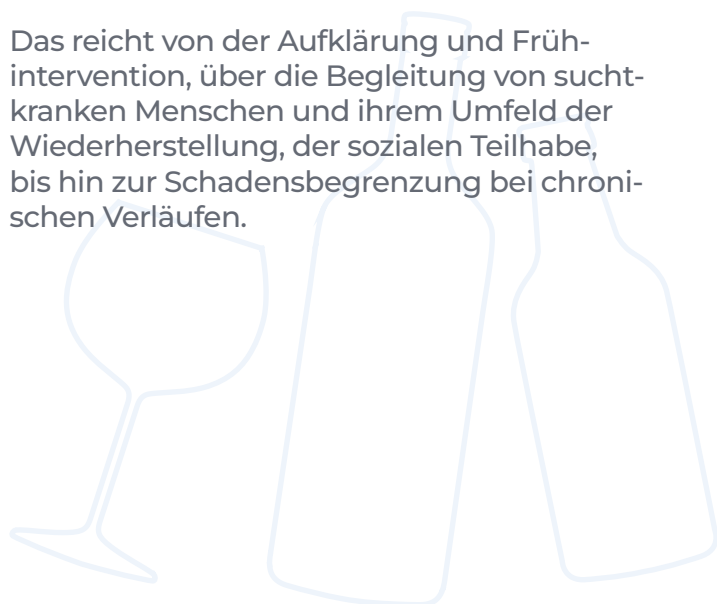 Das reicht von der Aufklärung und Früh-
intervention, über die Begleitung von sucht-
kranken Menschen und ihrem Umfeld der
Wiederherstellung, der sozialen Teilhabe,
bis hin zur Schadensbegrenzung bei chroni-
schen Verläufen.